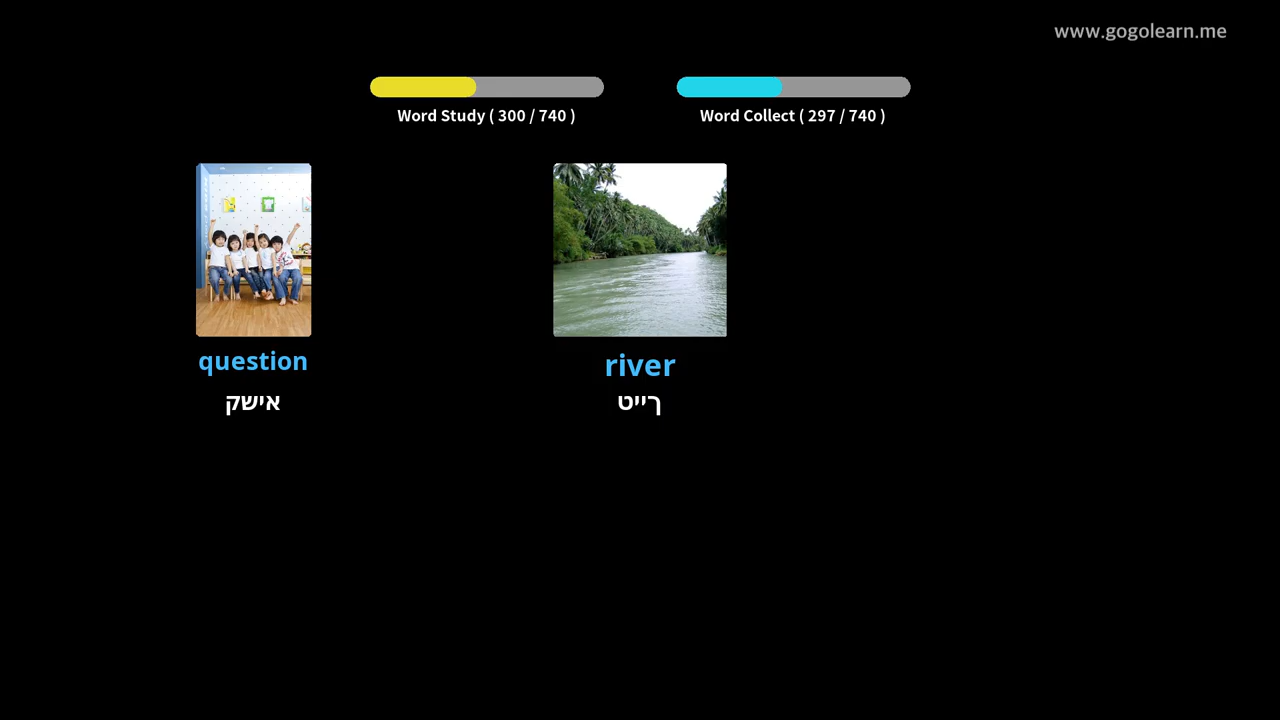 www.gogolearn.me
Word Study ( 300 / 740 )
Word Collect ( 297 / 740 )
question
אישק
river
ךייט